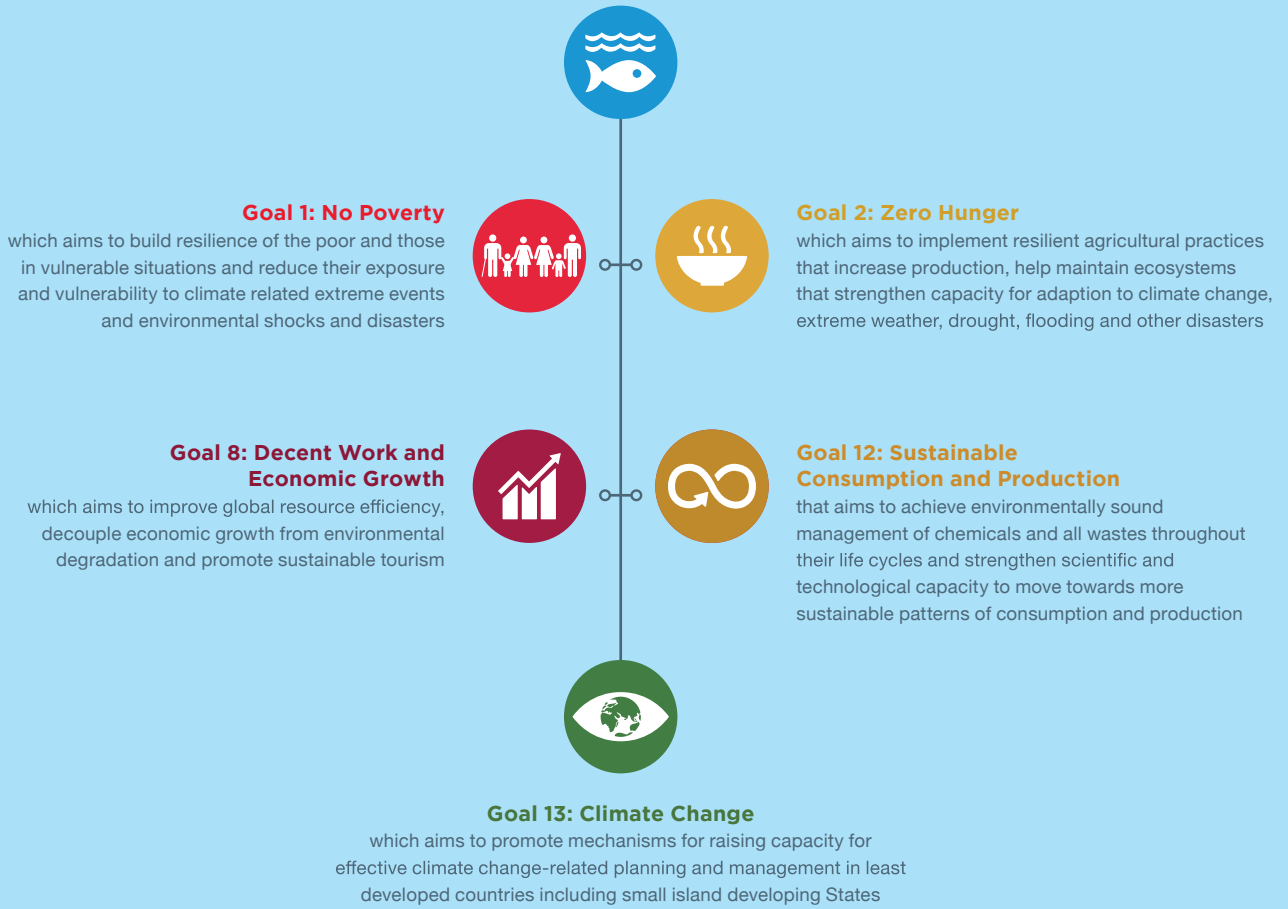 Goal 1: No Poverty
which aims to build resilience of the poor and those
in vulnerable situations and reduce their exposure
and vulnerability to climate related extreme events
and environmental shocks and disasters
Goal 2: Zero Hunger
which aims to implement resilient agricultural practices
that increase production, help maintain ecosystems
that strengthen capacity for adaption to climate change,
extreme weather, drought, flooding and other disasters
Goal 8: Decent Work and
Economic Growth
which aims to improve global resource efficiency,
decouple economic growth from environmental
degradation and promote sustainable tourism
Goal 12: Sustainable
Consumption and Production
that aims to achieve environmentally sound
management of chemicals and all wastes throughout
their life cycles and strengthen scientific and
technological capacity to move towards more
sustainable patterns of consumption and production
Goal 13: Climate Change
which aims to promote mechanisms for raising capacity for
effective climate change-related planning and management in least
developed countries including small island developing States